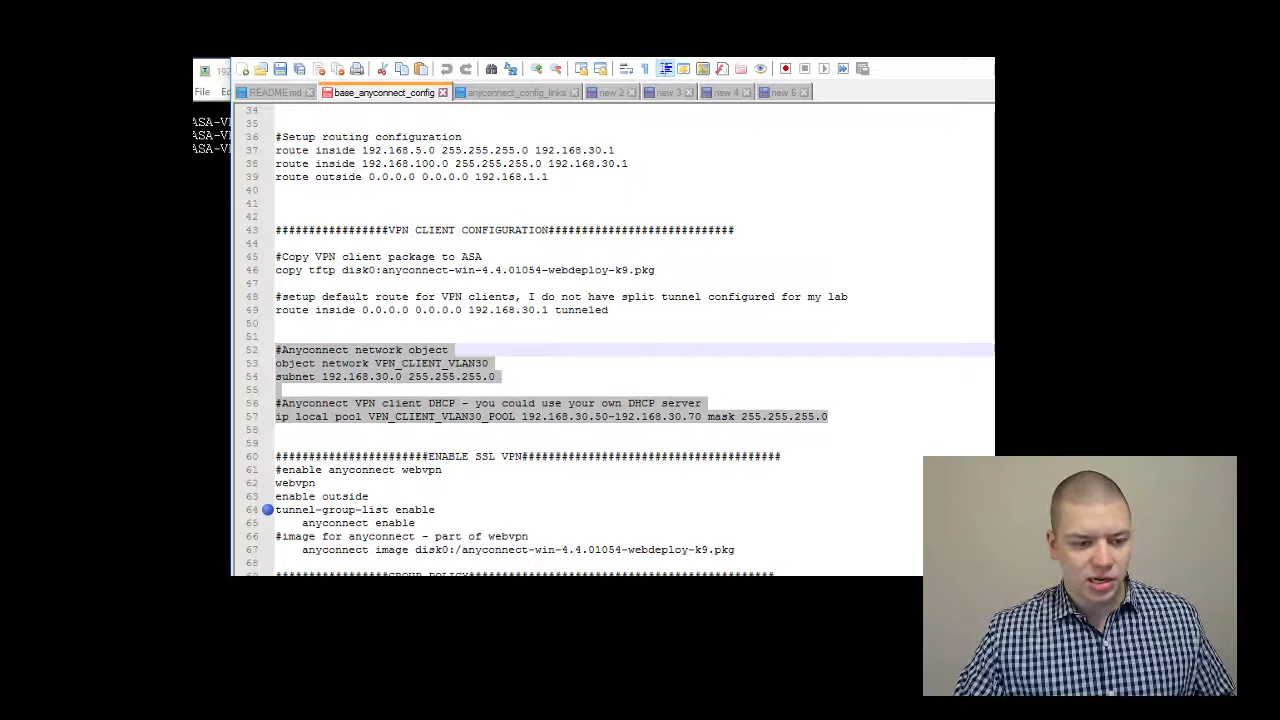 192
File
Ed
README.md
base_anyconnect_config
anyconnect_config_links
new 2
new 3
new 4
new 6
ASA-V
ASA-V
ASA-V
34
35
36 #Setup routing configuration
37 route inside 192.168.5.0 255.255.255.0 192.168.30.1
38 route inside 192.168.100.0 255.255.255.0 192.168.30.1
39 route outside 0.0.0.0 0.0.0.0 192.168.1.1
40
41
42
43 #################VPN CLIENT CONFIGURATION############################
44
45 #Copy VPN client package to ASA
46 copy tftp disk0:anyconnect-win-4.4.01054-webdeploy-k9.pkg
47
48 #setup default route for VPN clients, I do not have split tunnel configured for my lab
49 route inside 0.0.0.0 0.0.0.0 192.168.30.1 tunneled
50
51
52 #Anyconnect network object
53 object network VPN_CLIENT_VLAN30
54 subnet 192.168.30.0 255.255.255.0
55
56 #Anyconnect VPN client DHCP - you could use your own DHCP server
57 ip local pool VPN_CLIENT_VLAN30_POOL 192.168.30.50-192.168.30.70 mask 255.255.255.0
58
59
60 #######################ENABLE SSL VPN#######################################
61 #enable anyconnect webvpn
62 webvpn
63 enable outside
64 tunnel-group-list enable
65 anyconnect enable
66 #image for anyconnect - part of webvpn
67 anyconnect image disk0:/anyconnect-win-4.4.01054-webdeploy-k9.pkg
68
#################GROUP POLICY##############################################